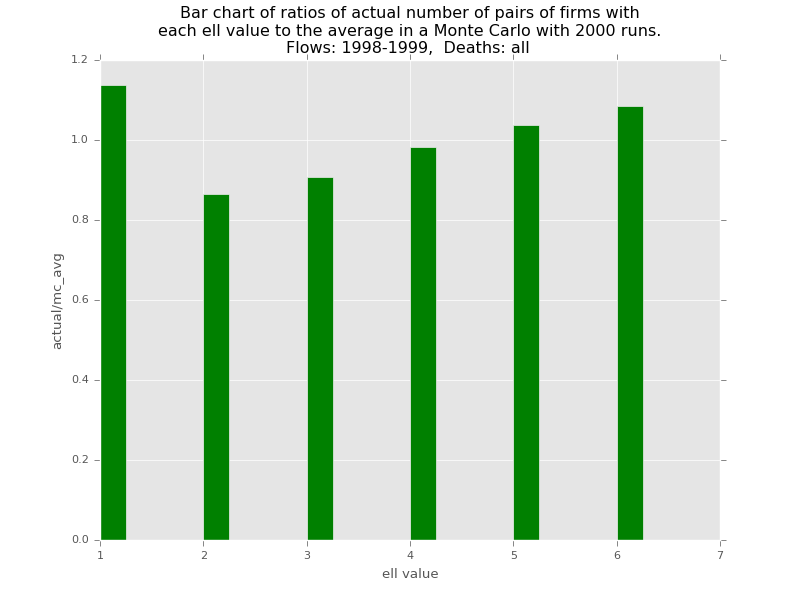 Bar chart of ratios of actual number of pairs of firms with
each ell value to the average in a Monte Carlo with 2000 runs.
Flows: 1998-1999,  Deaths: all
1.2
1.0
0.8
0.6
0.4
0.2
0.0
actual/mc_avg
1 2 3 4 5 6 7
ell value